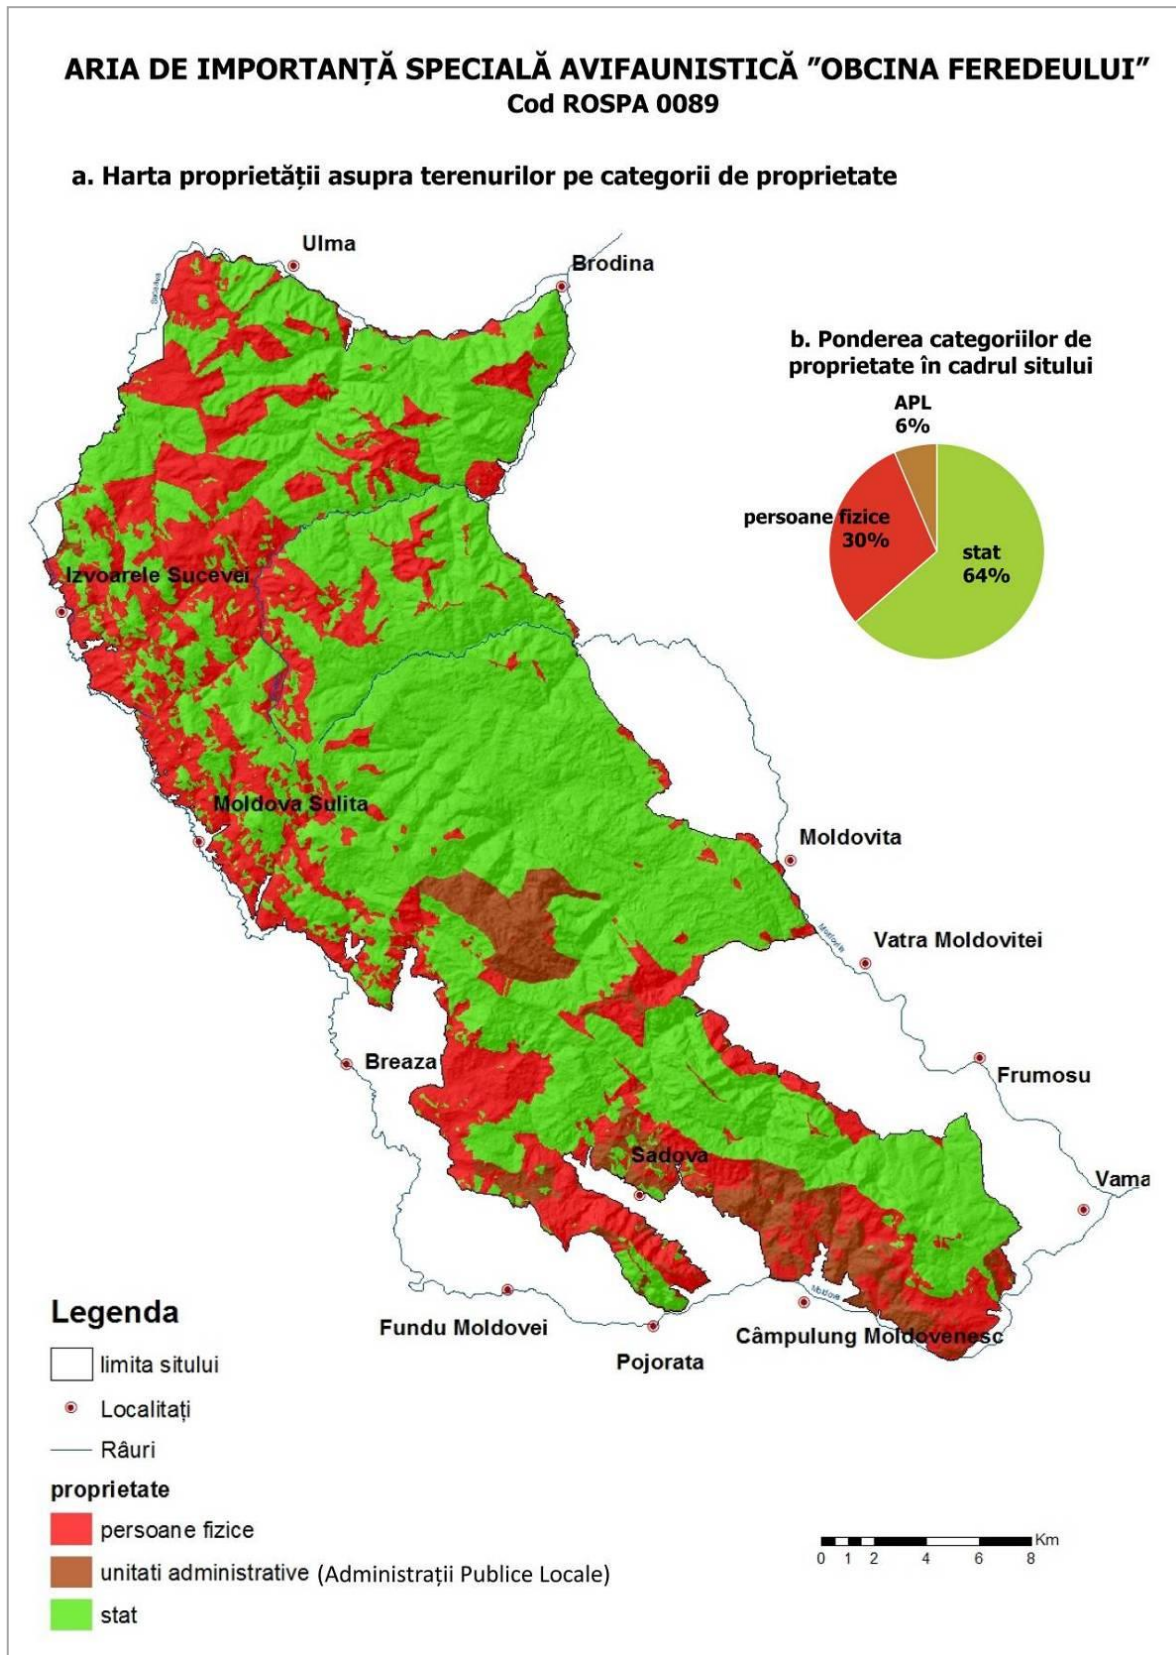 ARIA DE IMPORTANȚĂ SPECIALĂ AVIFAUNISTICĂ ”OBCINA FEREDEULUI”
Cod ROSPA 0089
a. Harta proprietății asupra terenurilor pe categorii de proprietate
Ulma
Brodina
b. Ponderea categoriilor de
proprietate în cadrul sitului
APL
6%
persoane fizice
30%
stat
64%
Izvoarele Sucevei
Moldova Sulita
Moldovita
Vatra Moldovitei
Breaza
Frumosu
Sadova
Vama
Moldova
Fundu Moldovei
Câmpulung Moldovenesc
Pojorata
Legenda
limita sitului
Localitați
Râuri
proprietate
persoane fizice
unitati administrative (Administrații Publice Locale)
stat
Km
0 1 2 4 6 8